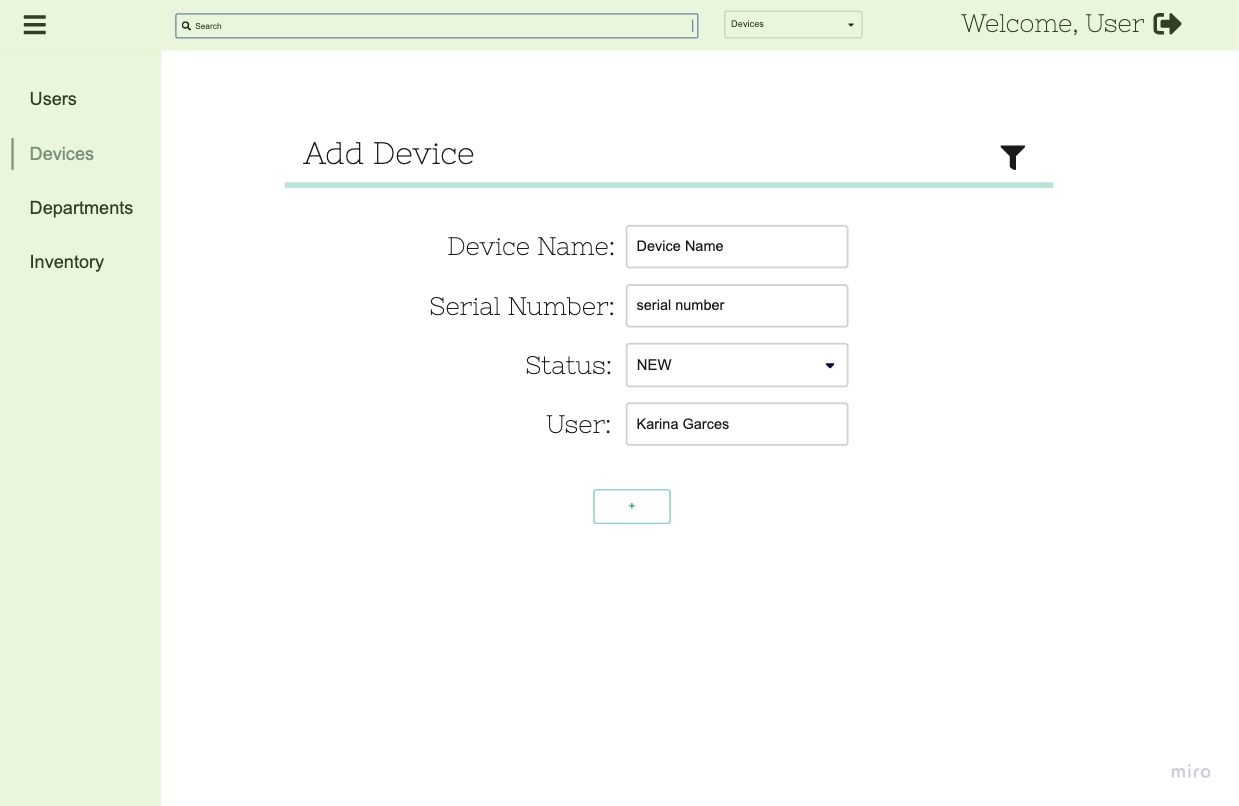 Search
Devices
Welcome, User
Users
Devices
Departments
Inventory
Add Device
Device Name: Device Name
Serial Number: serial number
Status: NEW
User: Karina Garces
+
miro